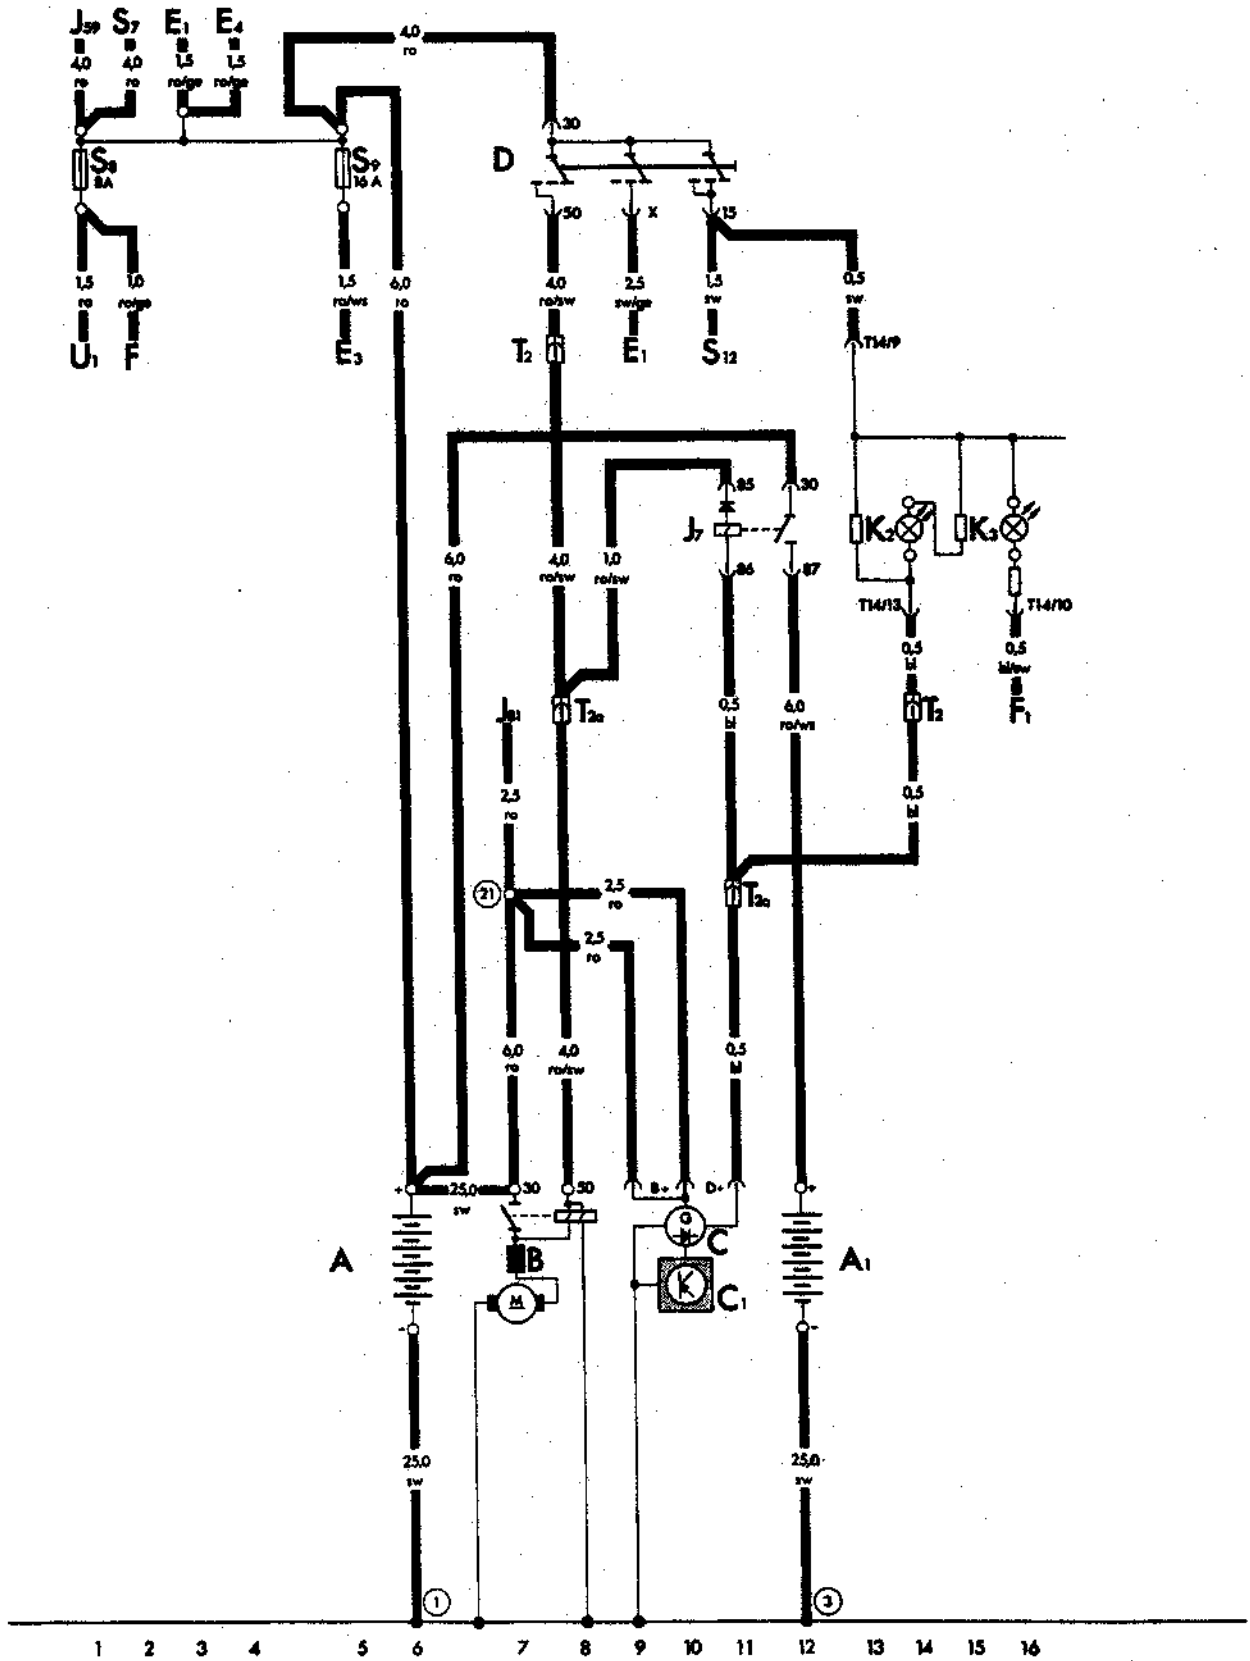 J59 S7 E1 E4
4,0 4,0 1,5 1,5
ro ro ro/ge ro/ge
4,0
ro
30
D
S8
8A
S9
16 A
50 X 15
1,5 1,0 1,5 6,0 4,0 2,5 1,5 0,5
ro ro/ge ro/ws ro ro/sw sw/ge sw sw
U1 F E3 T2 E1 S12 T14/9
85 30
J7 K2 K3
6,0 4,0 1,0
ro ro/sw ro/sw
86 87
T14/13 T14/10
0,5 0,5
bl bl/sw
J81 T2a 0,5 6,0 T2 F1
bl ro/ws
2,5 0,5
ro bl
21 2,5 T2a
ro
2,5
ro
6,0 4,0 0,5
ro ro/sw bl
+ 25,0 30 50 B+ D+ +
sw
G
A B C A1
M K C1
- -
25,0 25,0
sw sw
1 3
1 2 3 4 5 6 7 8 9 10 11 12 13 14 15 16